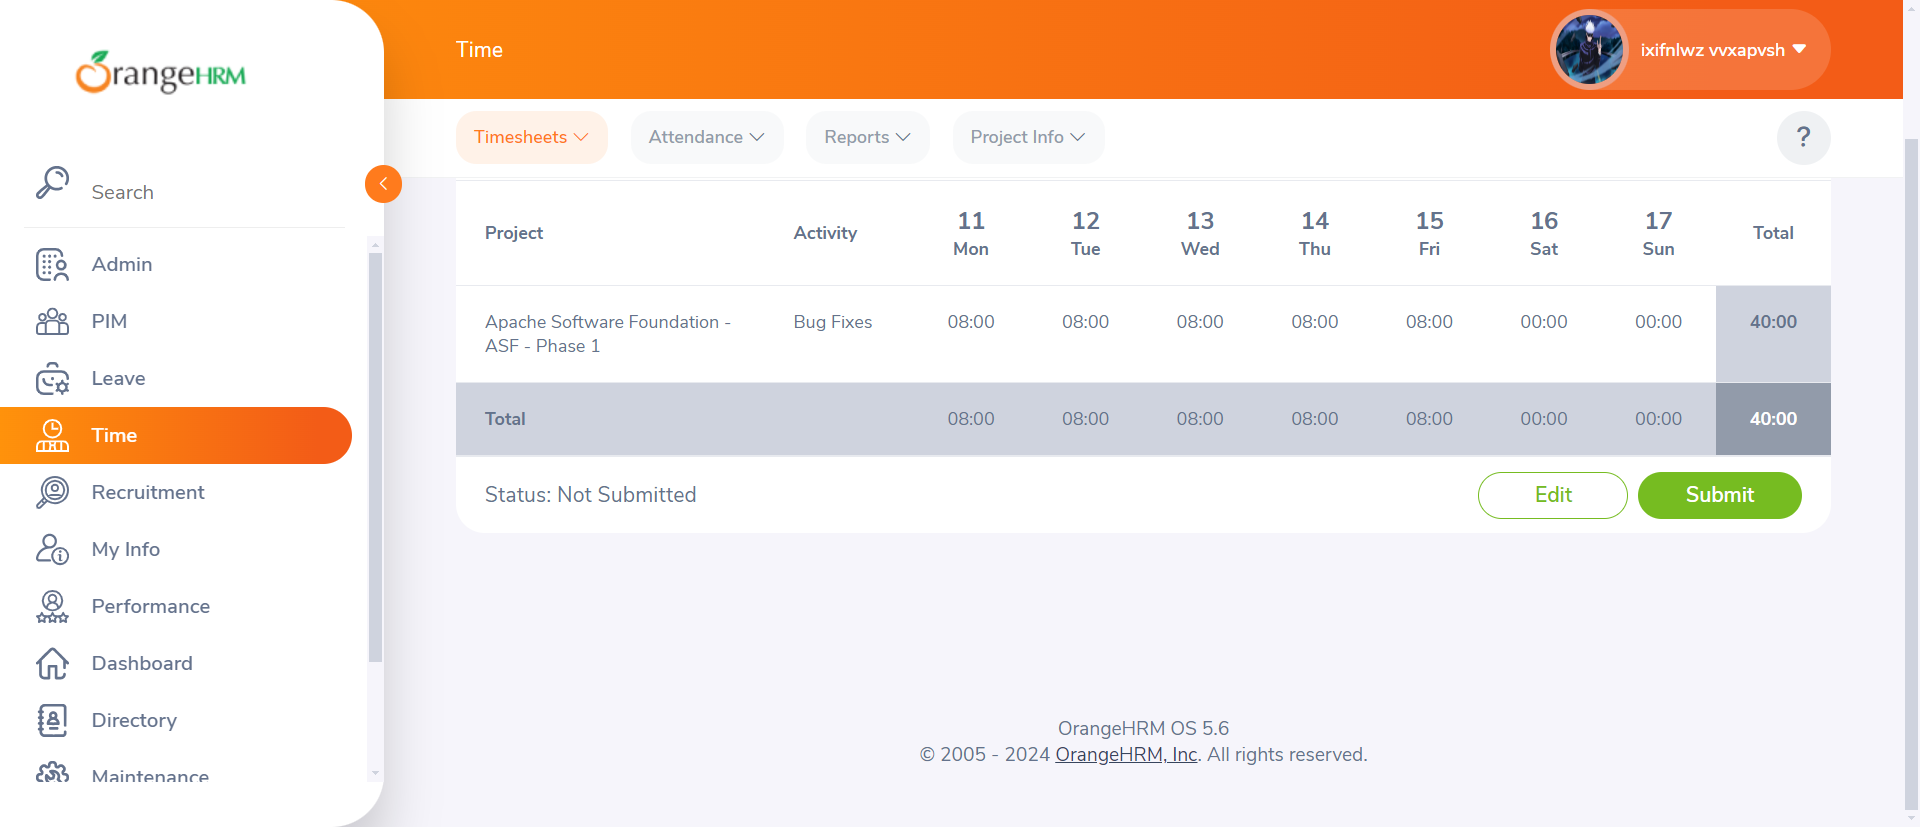 OrangeHRM
Time
ixifnlwz vvxapvsh
Timesheets
Attendance
Reports
Project Info
?
Search
Admin
PIM
Leave
Time
Recruitment
My Info
Performance
Dashboard
Directory
Maintenance
Project Activity 11 Mon 12 Tue 13 Wed 14 Thu 15 Fri 16 Sat 17 Sun Total
Apache Software Foundation - Bug Fixes 08:00 08:00 08:00 08:00 08:00 00:00 00:00 40:00
ASF - Phase 1
Total 08:00 08:00 08:00 08:00 08:00 00:00 00:00 40:00
Status: Not Submitted Edit Submit
OrangeHRM OS 5.6
© 2005 - 2024 OrangeHRM, Inc. All rights reserved.